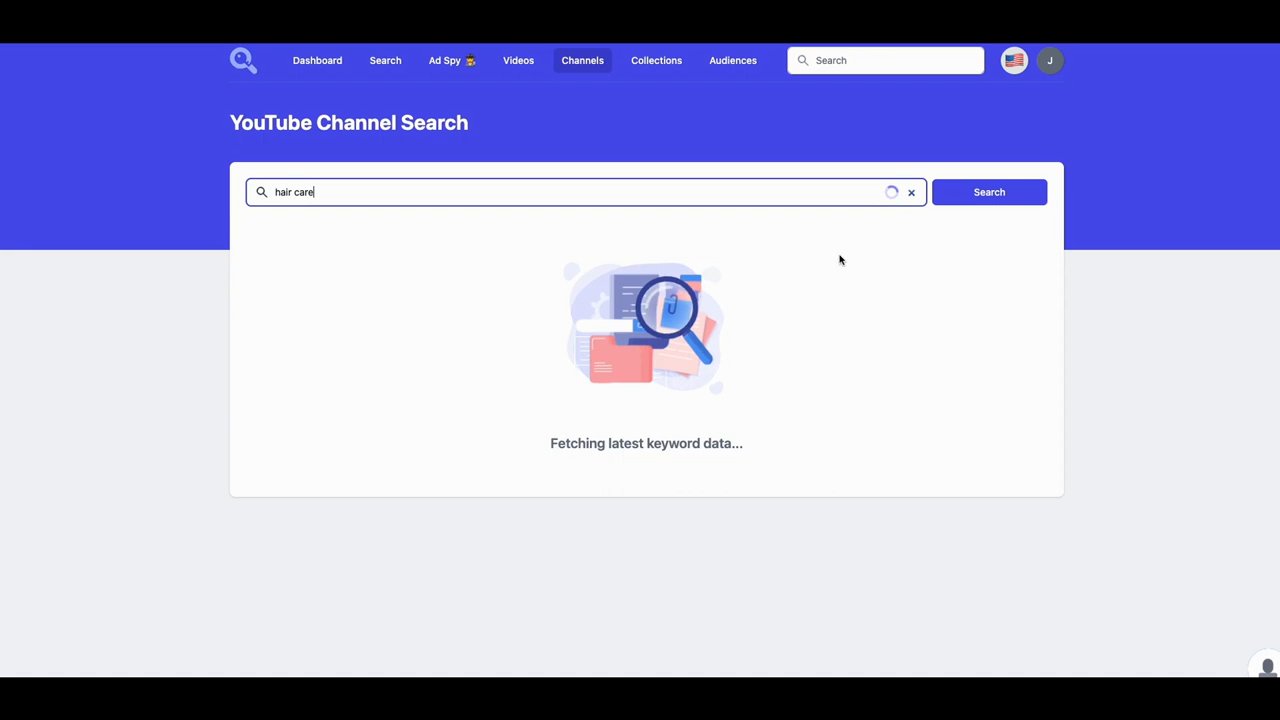 Dashboard Search Ad Spy Videos Channels Collections Audiences Search J
YouTube Channel Search
hair care × Search
Fetching latest keyword data...